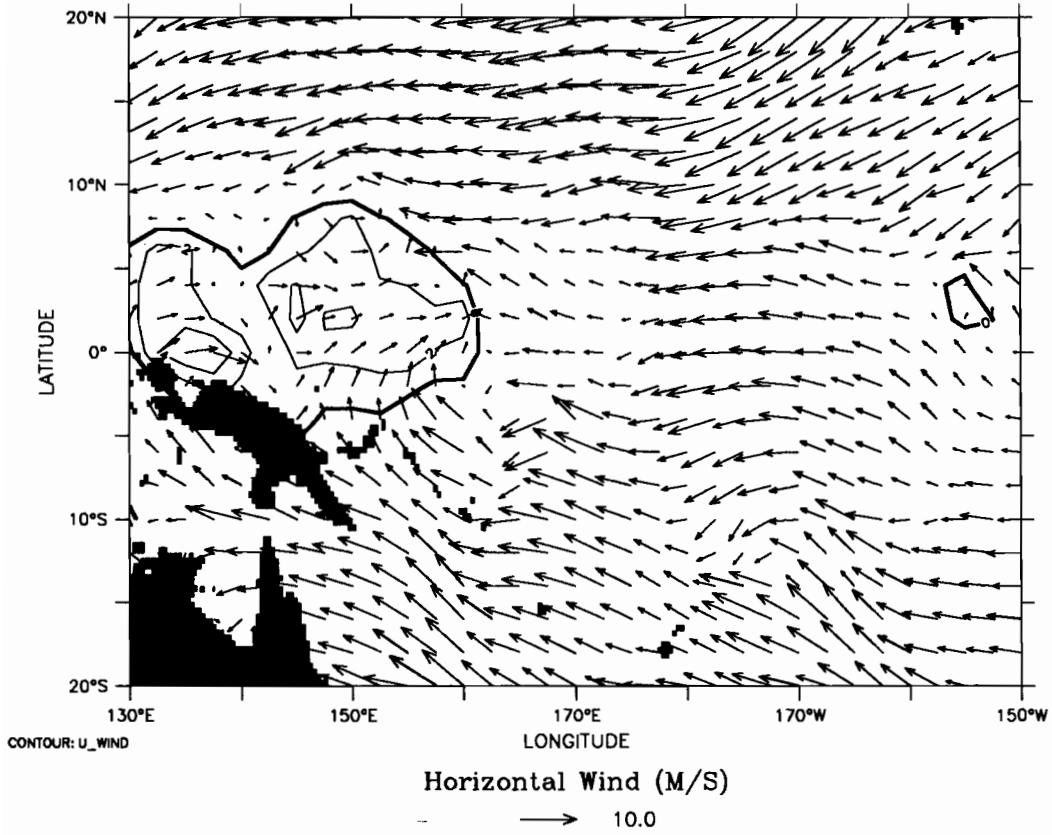 20°N
10°N
0°
10°S
20°S
LATITUDE
2
2
0
130°E
150°E
170°E
170°W
150°W
CONTOUR: U_WIND
LONGITUDE
Horizontal Wind (M/S)
10.0